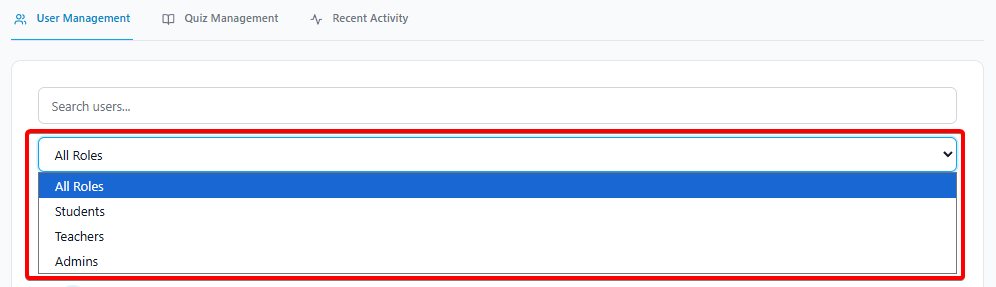 User Management Quiz Management Recent Activity
Search users...
All Roles
All Roles
Students
Teachers
Admins